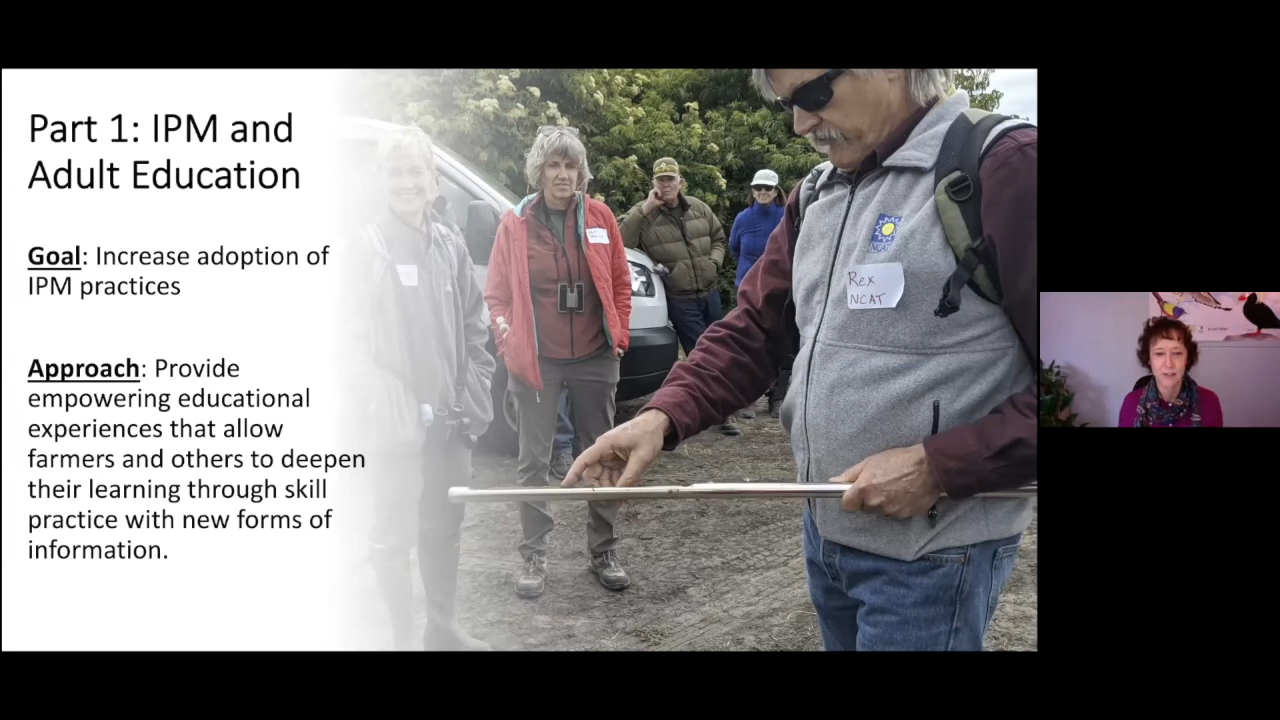 Part 1: IPM and
Adult Education
Goal: Increase adoption of
IPM practices
Approach: Provide
empowering educational
experiences that allow
farmers and others to deepen
their learning through skill
practice with new forms of
information.
NCAT
Rex
NCAT